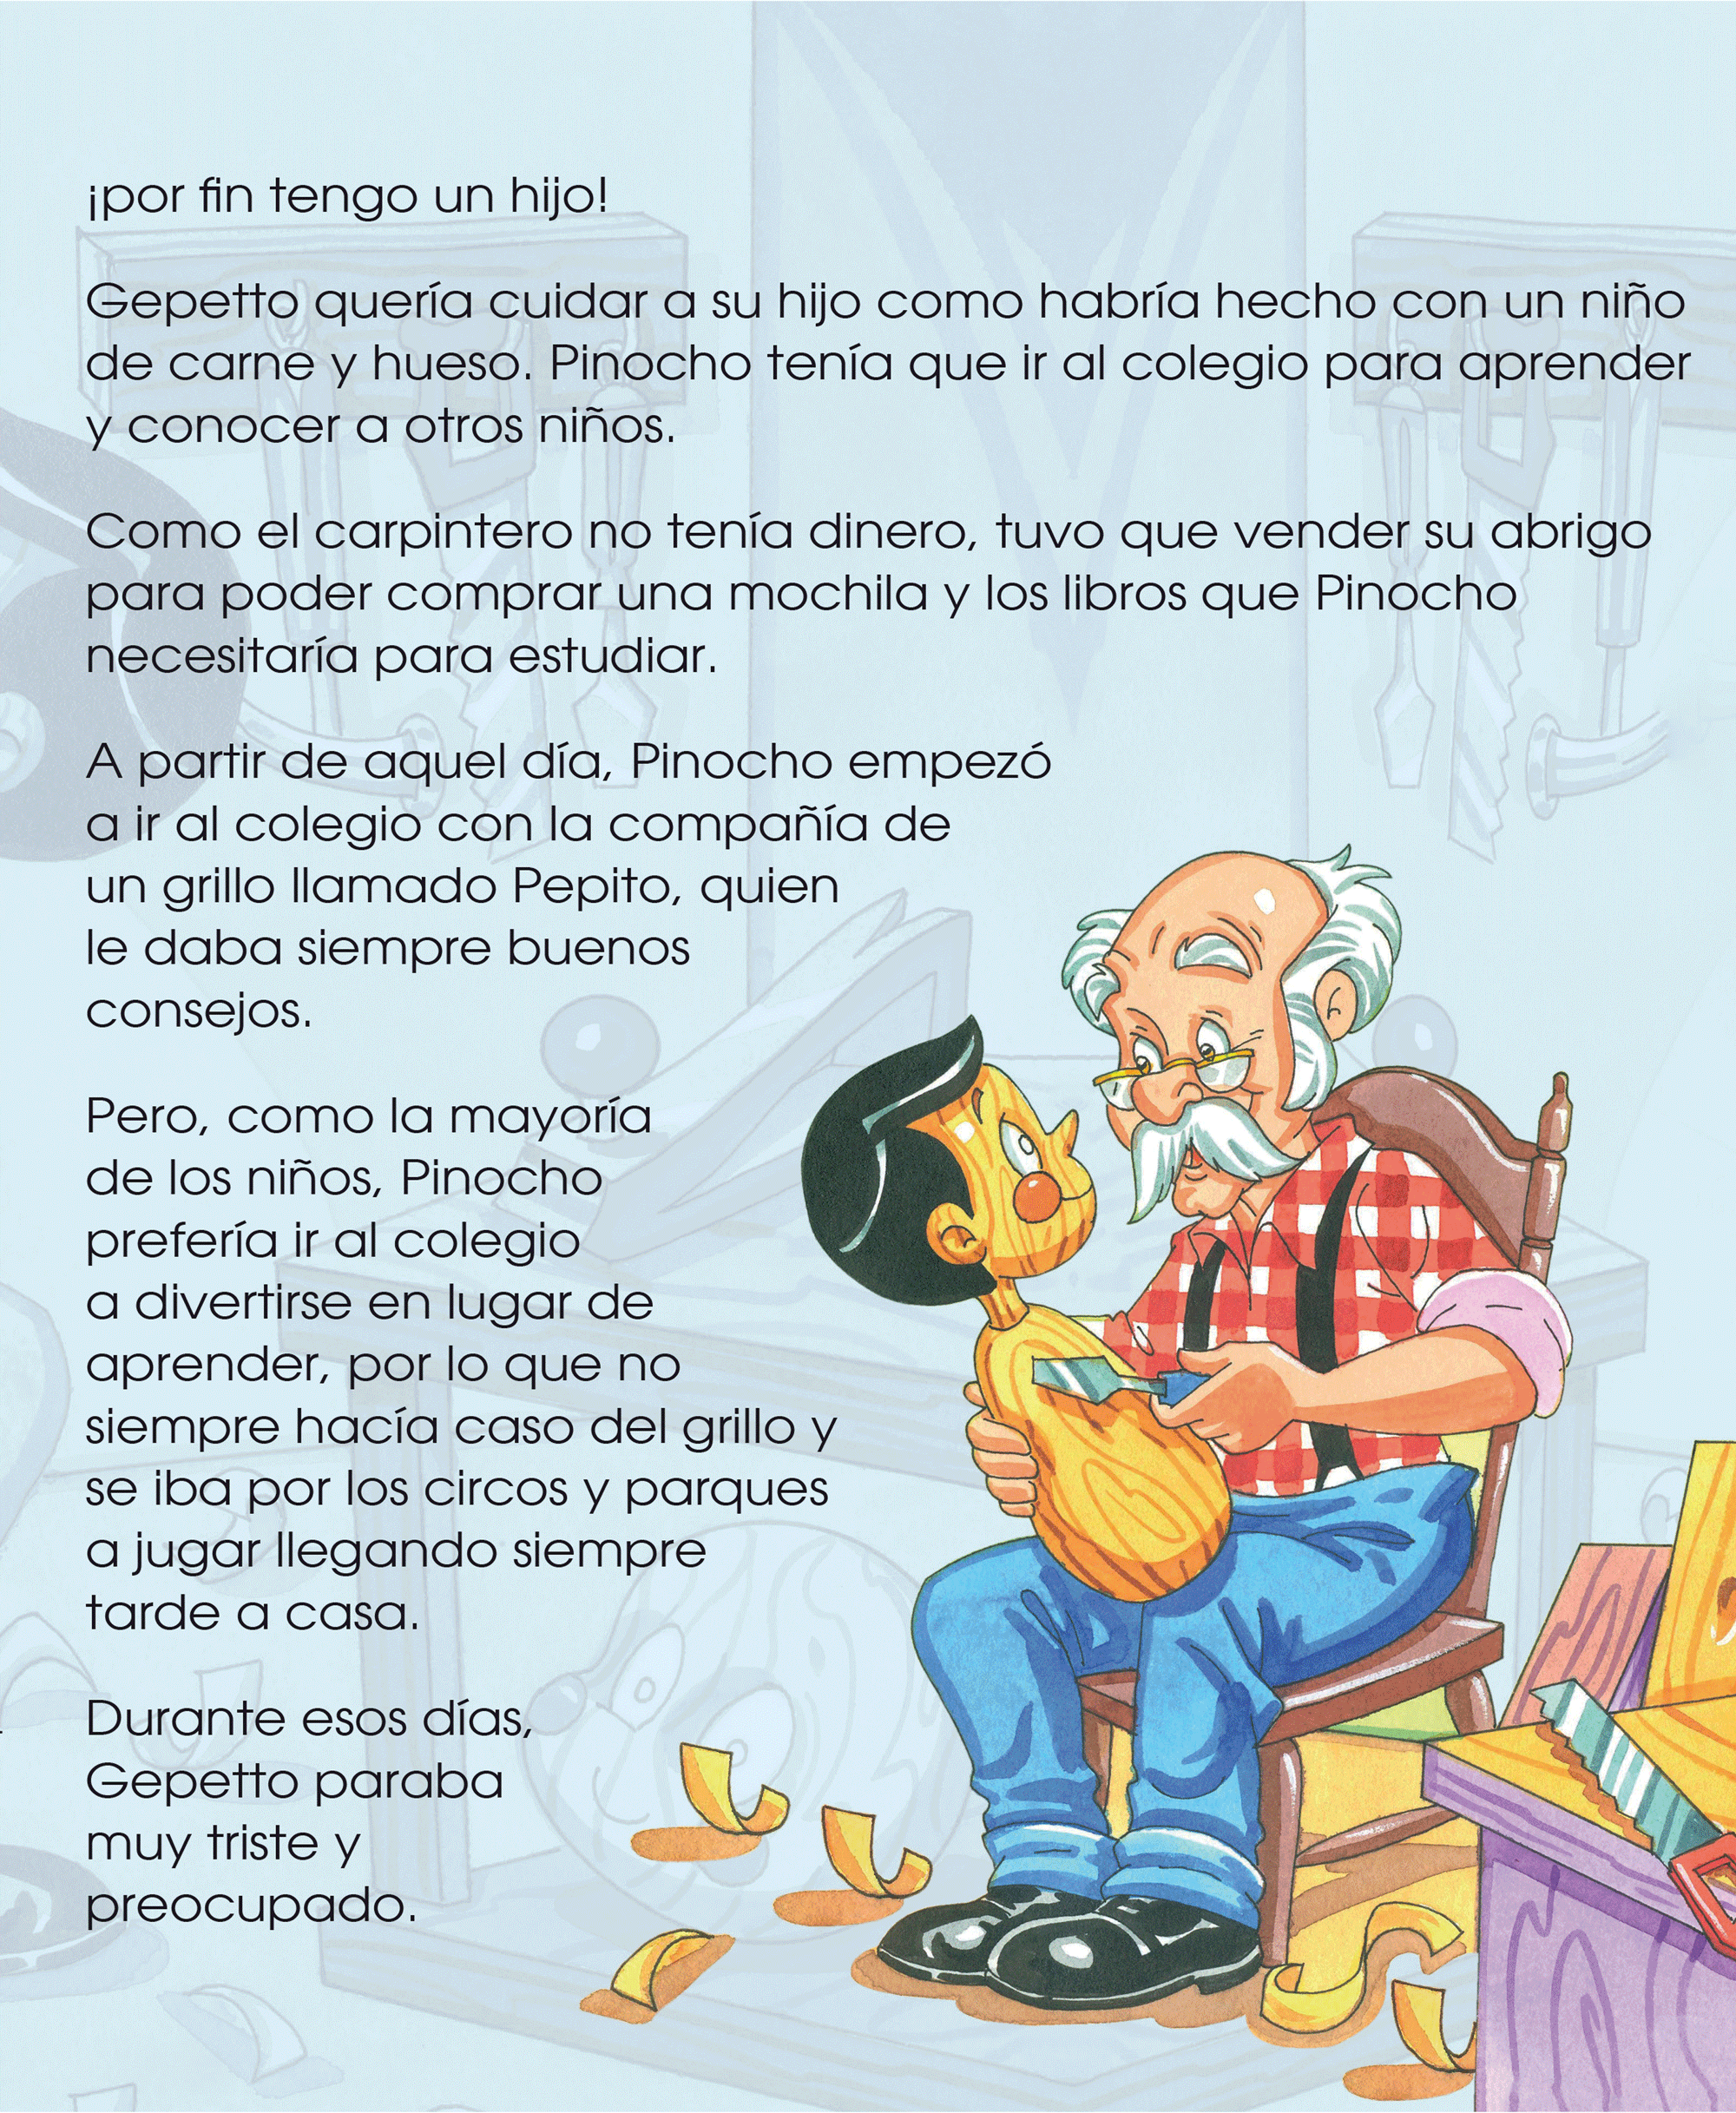 ¡por fin tengo un hijo!
Gepetto quería cuidar a su hijo como habría hecho con un niño
de carne y hueso. Pinocho tenía que ir al colegio para aprender
y conocer a otros niños.
Como el carpintero no tenía dinero, tuvo que vender su abrigo
para poder comprar una mochila y los libros que Pinocho
necesitaría para estudiar.
A partir de aquel día, Pinocho empezó
a ir al colegio con la compañía de
un grillo llamado Pepito, quien
le daba siempre buenos
consejos.
Pero, como la mayoría
de los niños, Pinocho
prefería ir al colegio
a divertirse en lugar de
aprender, por lo que no
siempre hacía caso del grillo y
se iba por los circos y parques
a jugar llegando siempre
tarde a casa.
Durante esos días,
Gepetto paraba
muy triste y
preocupado.